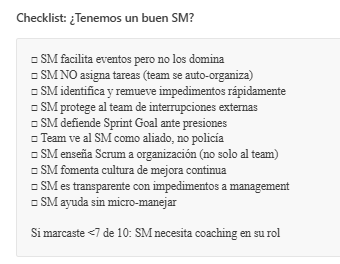 Checklist: ¿Tenemos un buen SM?
□ SM facilita eventos pero no los domina
□ SM NO asigna tareas (team se auto-organiza)
□ SM identifica y remueve impedimentos rápidamente
□ SM protege al team de interrupciones externas
□ SM defiende Sprint Goal ante presiones
□ Team ve al SM como aliado, no policía
□ SM enseña Scrum a organización (no solo al team)
□ SM fomenta cultura de mejora continua
□ SM es transparente con impedimentos a management
□ SM ayuda sin micro-manejar
Si marcaste <7 de 10: SM necesita coaching en su rol